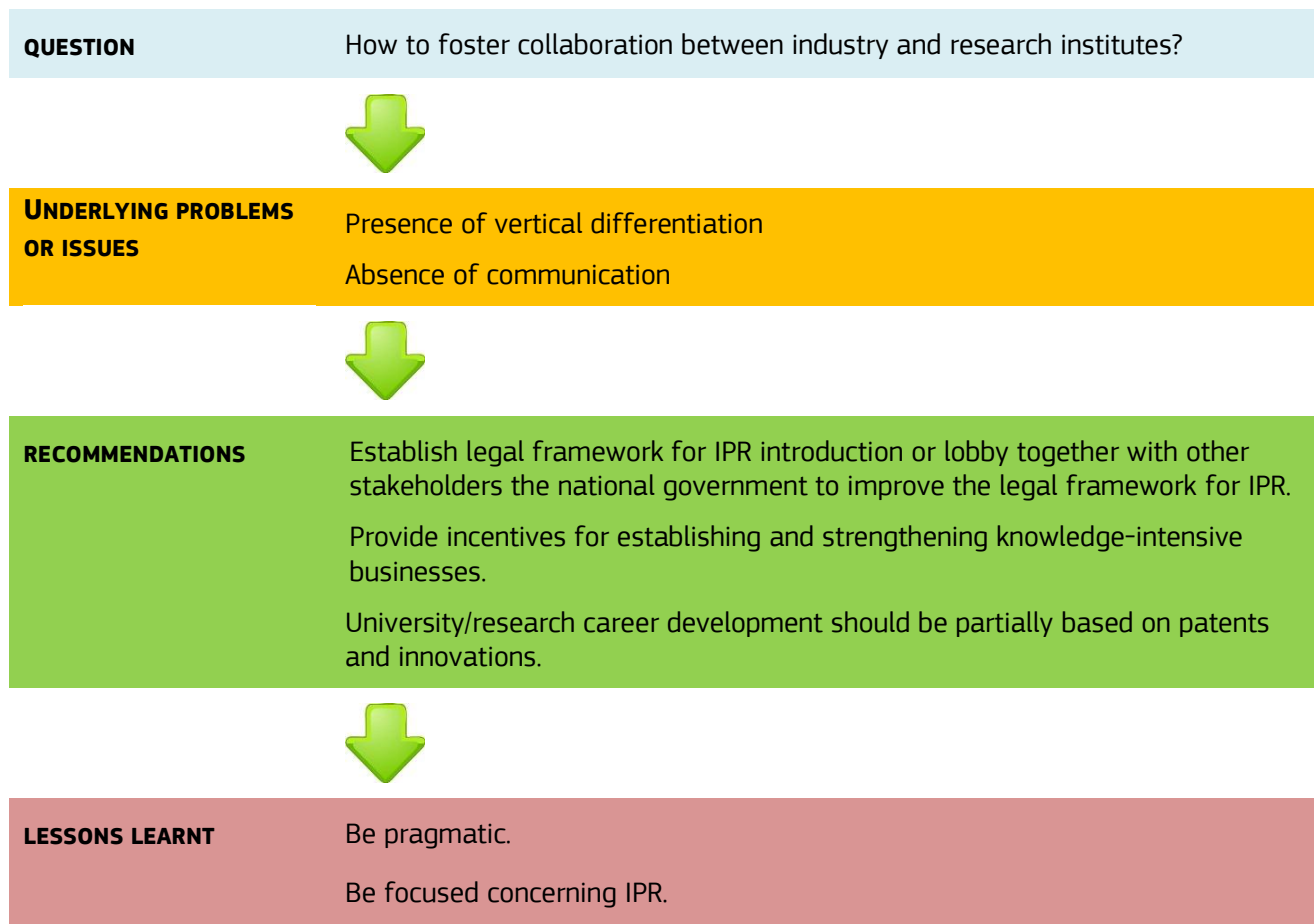 QUESTION
How to foster collaboration between industry and research institutes?
UNDERLYING PROBLEMS
OR ISSUES
Presence of vertical differentiation
Absence of communication
RECOMMENDATIONS
Establish legal framework for IPR introduction or lobby together with other
stakeholders the national government to improve the legal framework for IPR.
Provide incentives for establishing and strengthening knowledge-intensive
businesses.
University/research career development should be partially based on patents
and innovations.
LESSONS LEARNT
Be pragmatic.
Be focused concerning IPR.